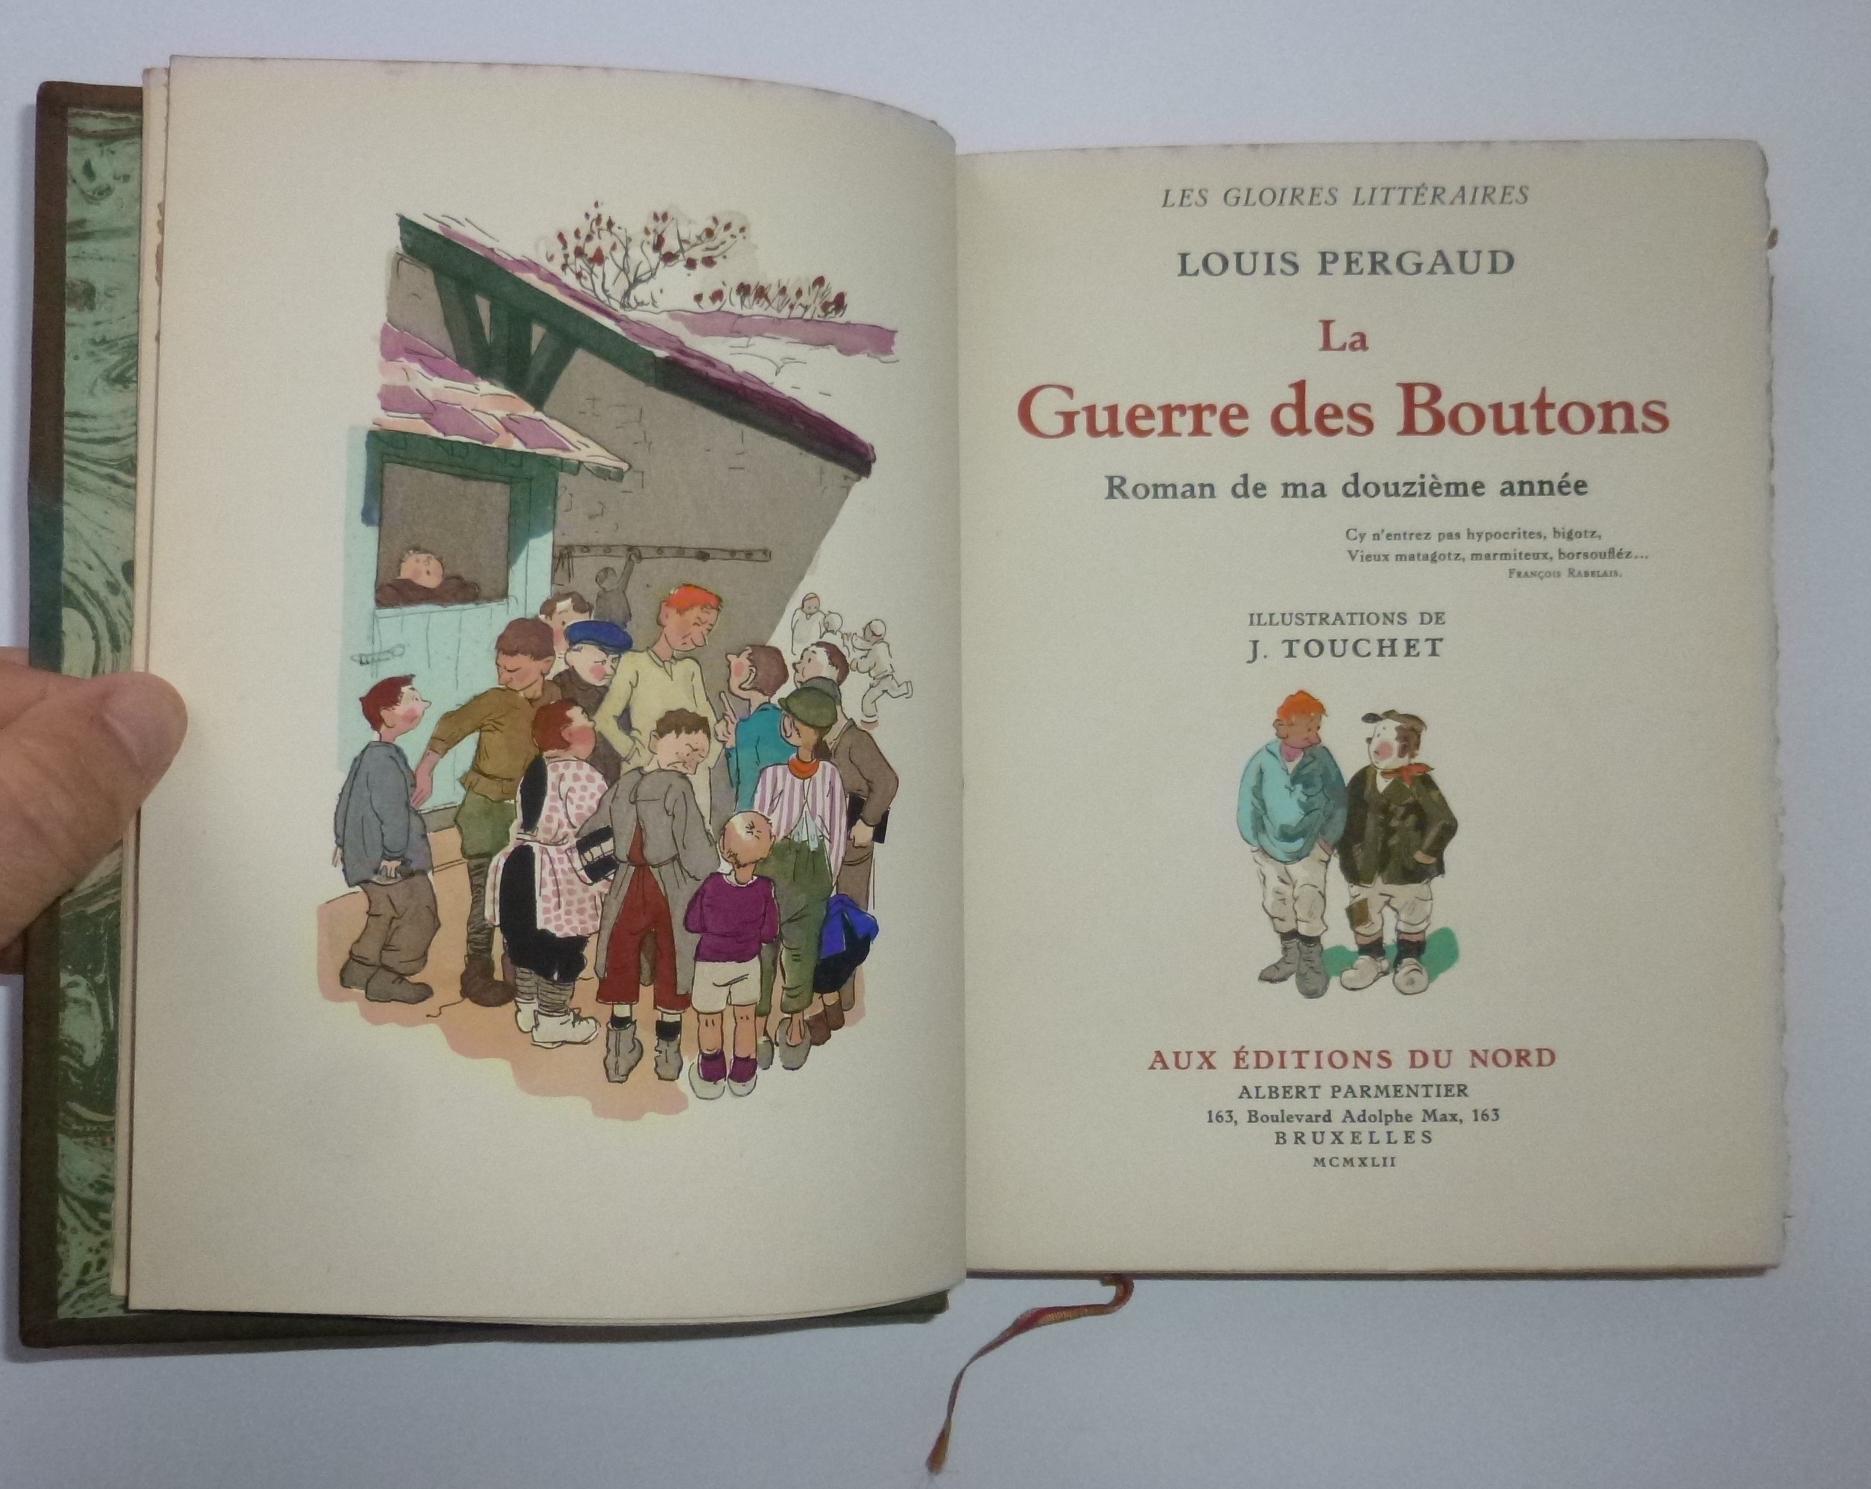 LES GLOIRES LITTÉRAIRES
LOUIS PERGAUD
La
Guerre des Boutons
Roman de ma douzième année
Cy n'entrez pas hypocrites, bigotz,
Vieux matagotz, marmiteux, borsoufléz...
FRANÇOIS RABELAIS.
ILLUSTRATIONS DE
J. TOUCHET
AUX ÉDITIONS DU NORD
ALBERT PARMENTIER
163, Boulevard Adolphe Max, 163
BRUXELLES
MCMXLII